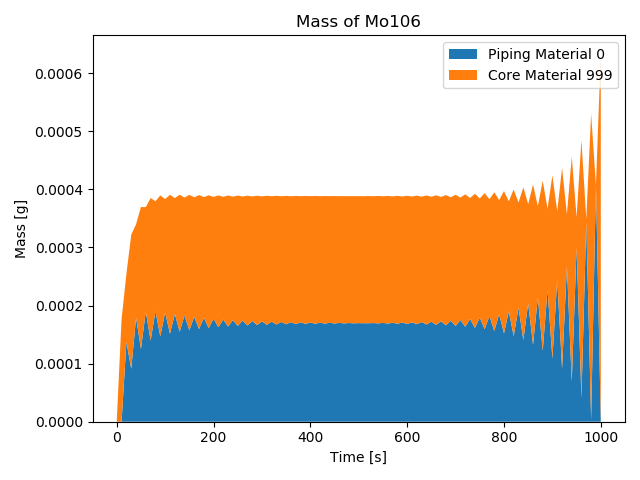 Mass of Mo106
Piping Material 0
Core Material 999
Mass [g]
0.0006
0.0005
0.0004
0.0003
0.0002
0.0001
0.0000
0 200 400 600 800 1000
Time [s]